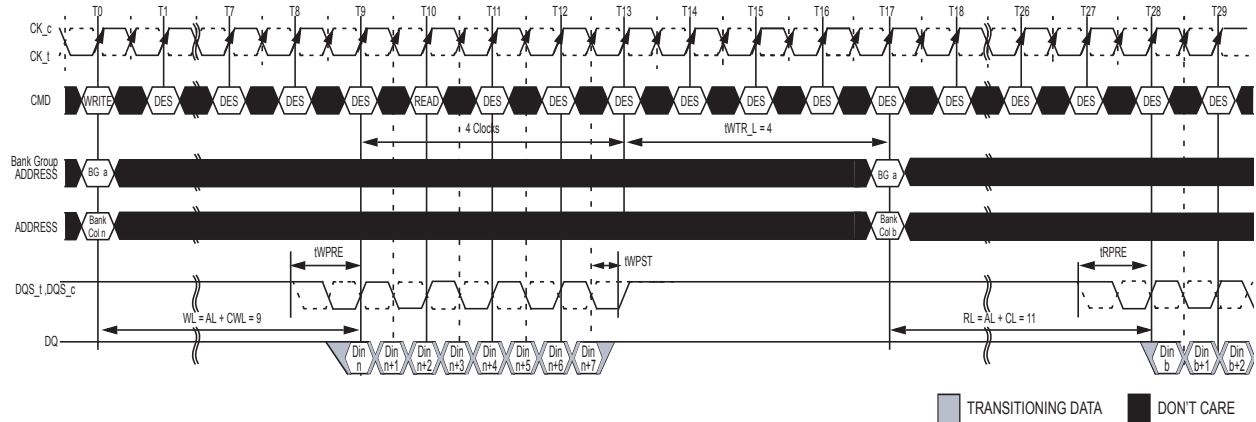 T0 T1 T7 T8 T9 T10 T11 T12 T13 T14 T15 T16 T17 T18 T26 T27 T28 T29
CK_c
CK_t
CMD WRITE DES DES DES DES READ DES DES DES DES DES DES DES DES DES DES DES DES
4 Clocks tWTR_L = 4
Bank Group
ADDRESS BG a BG a
ADDRESS Bank Col n Bank Col b
tWPRE tWPST tRPRE
DQS_t ,DQS_c
WL = AL + CWL = 9 RL = AL + CL = 11
DQ Din n Din n+1 Din n+2 Din n+3 Din n+4 Din n+5 Din n+6 Din n+7 Din b Din b+1 Din b+2
TRANSITIONING DATA DON'T CARE